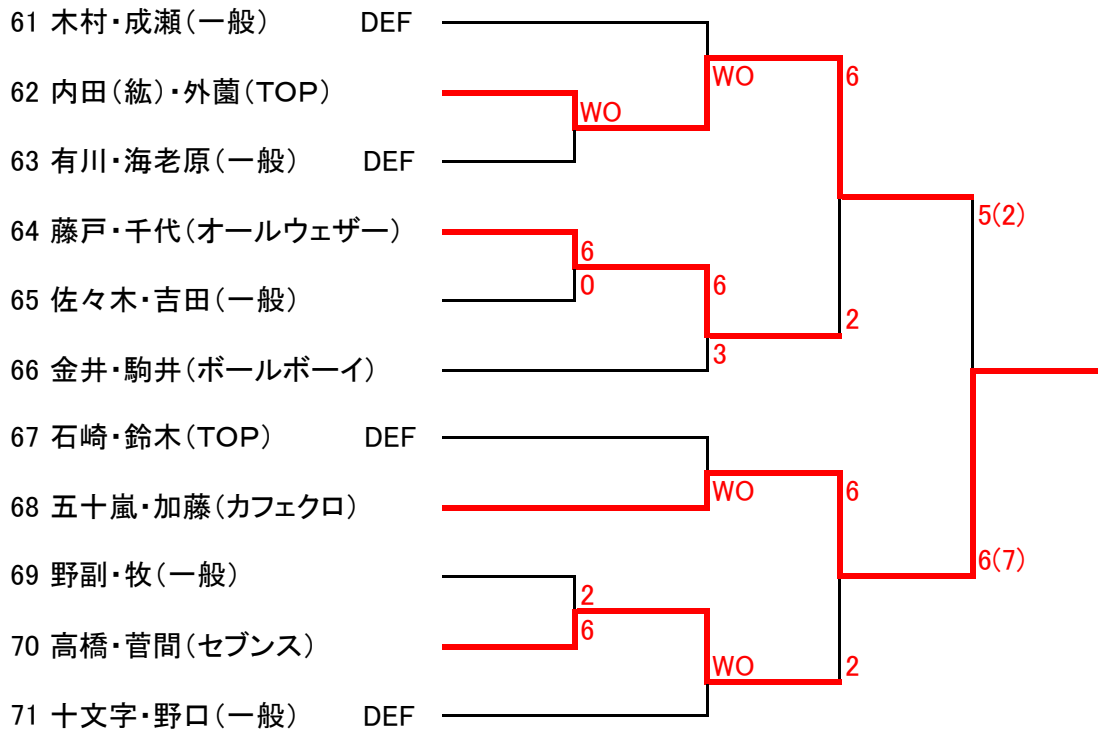 61 木村・成瀬(一般) DEF
WO
6
62 内田(紘)・外薗(TOP)
WO
63 有川・海老原(一般) DEF
5(2)
64 藤戸・千代(オールウェザー)
6
0
6
65 佐々木・吉田(一般)
2
3
66 金井・駒井(ボールボーイ)
67 石崎・鈴木(TOP) DEF
WO
6
68 五十嵐・加藤(カフェクロ)
6(7)
69 野副・牧(一般)
2
6
70 高橋・菅間(セブンス)
WO
2
71 十文字・野口(一般) DEF